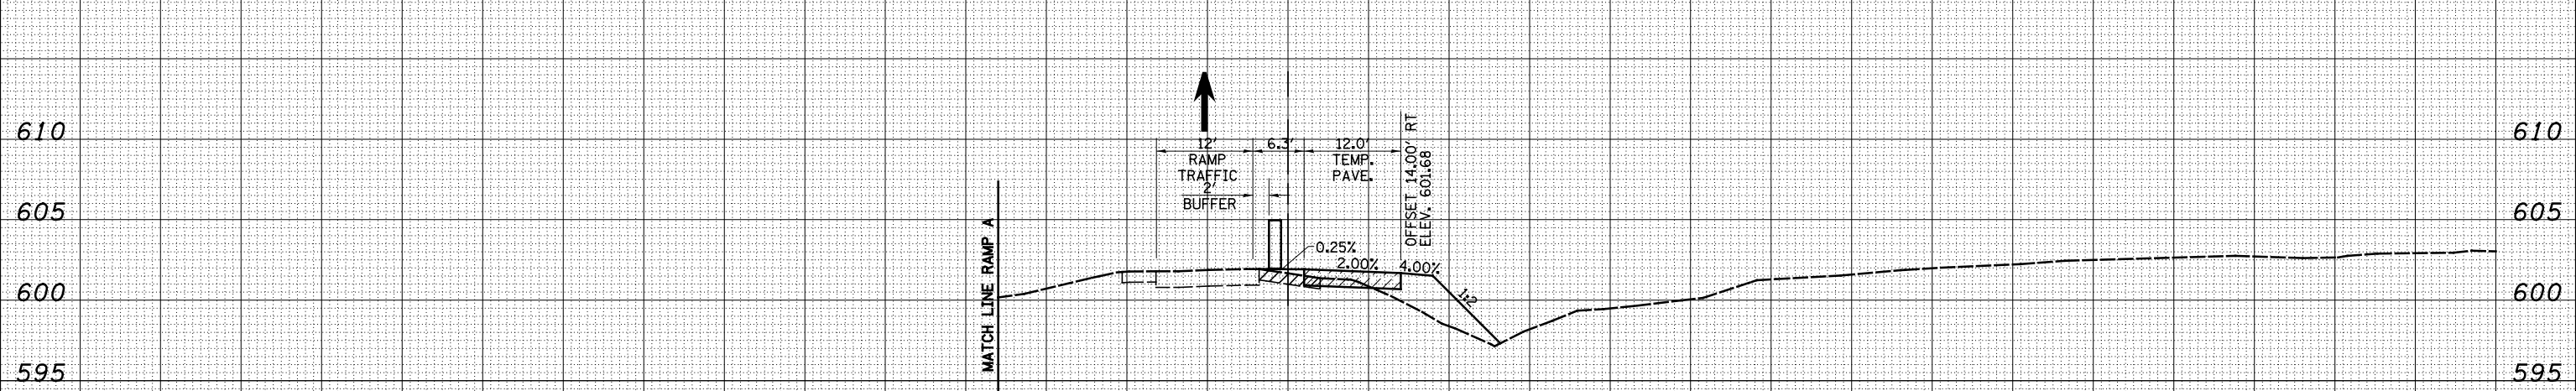 610
610
12'
6.3'
12.0'
RAMP
TRAFFIC
TEMP.
PAVE.
2'
BUFFER
OFFSET 14.00' RT
ELEV. 601.68
605
605
MATCH LINE RAMP A
0.25%
2.00%
4.00%
1:2
600
600
595
595